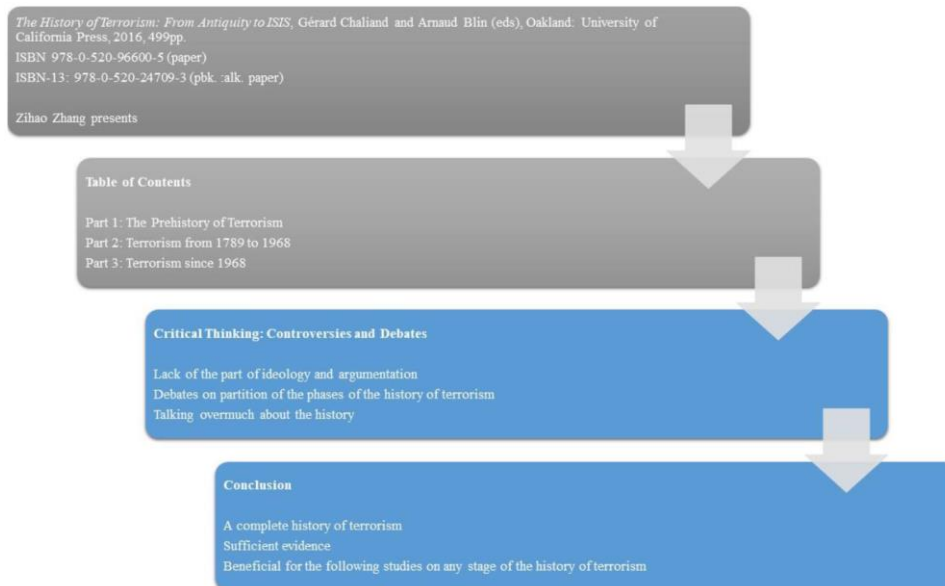 The History of Terrorism: From Antiquity to ISIS, Gérard Chaliand and Arnaud Blin (eds), Oakland: University of
California Press, 2016, 499pp.
ISBN 978-0-520-96600-5 (paper)
ISBN-13: 978-0-520-24709-3 (pbk. :alk. paper)
Zihao Zhang presents
Table of Contents
Part 1: The Prehistory of Terrorism
Part 2: Terrorism from 1789 to 1968
Part 3: Terrorism since 1968
Critical Thinking: Controversies and Debates
Lack of the part of ideology and argumentation
Debates on partition of the phases of the history of terrorism
Talking overmuch about the history
Conclusion
A complete history of terrorism
Sufficient evidence
Beneficial for the following studies on any stage of the history of terrorism